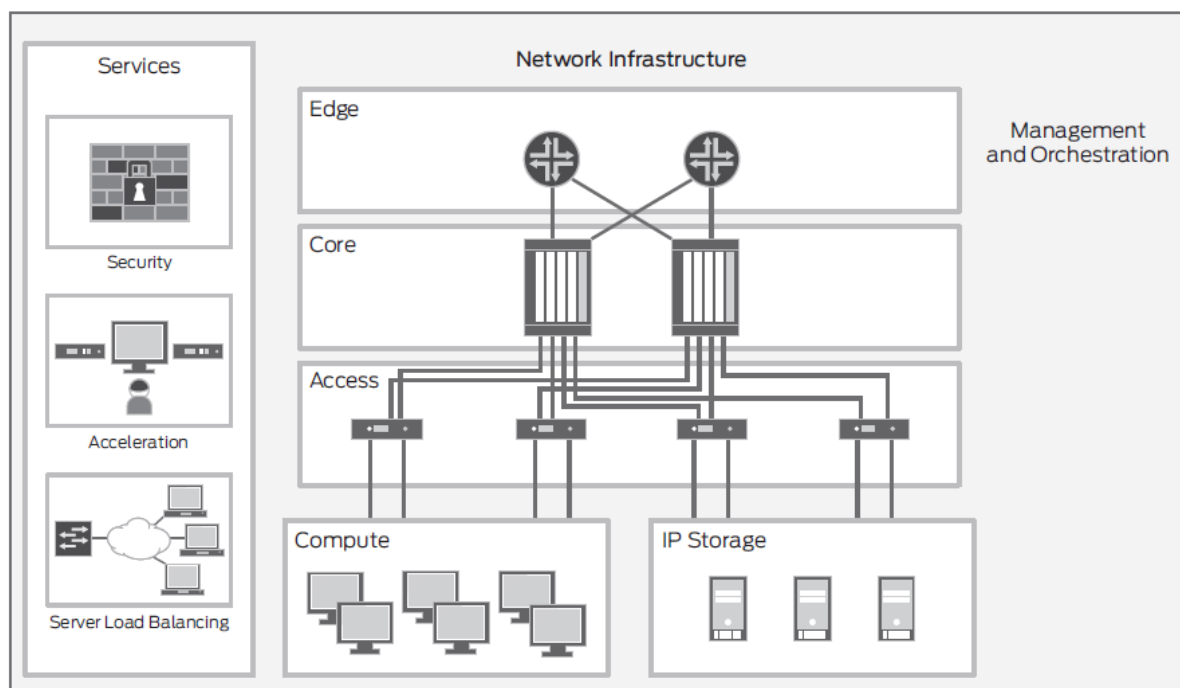 Services
Security
Acceleration
Server Load Balancing
Network Infrastructure
Edge
Core
Access
Compute
IP Storage
Management
and Orchestration